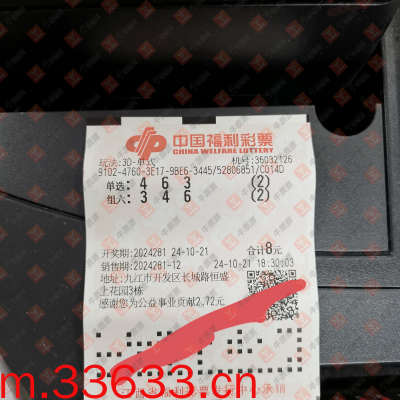 中国福利彩票
CHINA WELFARE LOTTERY
玩法:3D-单式 机号:36032126
9102-4760-3E17-9BE6-3445/52806851/C014D
单选: 4 6 3 (2)
组六: 3 4 6 (2)
开奖期:2024281 24-10-21 合计8元
销售期:2024281-12 24-10-21 18:30:03
地址:九江市开发区长城路恒盛
上花园3栋
感谢您为公益事业贡献2.72元
m.33633.cn